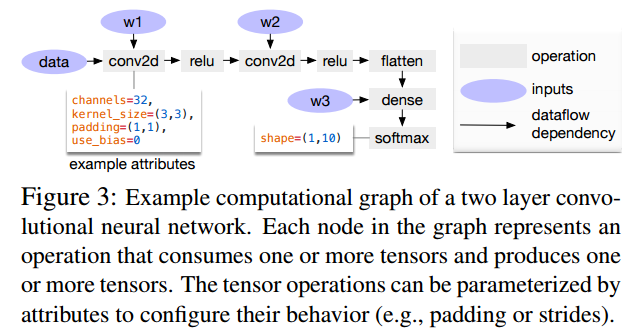 w1
w2
data
conv2d
relu
conv2d
relu
flatten
operation
inputs
dataflow
dependency
channels=32,
kernel_size=(3,3),
padding=(1,1),
use_bias=0
example attributes
w3
dense
shape=(1,10)
softmax
Figure 3: Example computational graph of a two layer convo-
lutional neural network. Each node in the graph represents an
operation that consumes one or more tensors and produces one
or more tensors. The tensor operations can be parameterized by
attributes to configure their behavior (e.g., padding or strides).